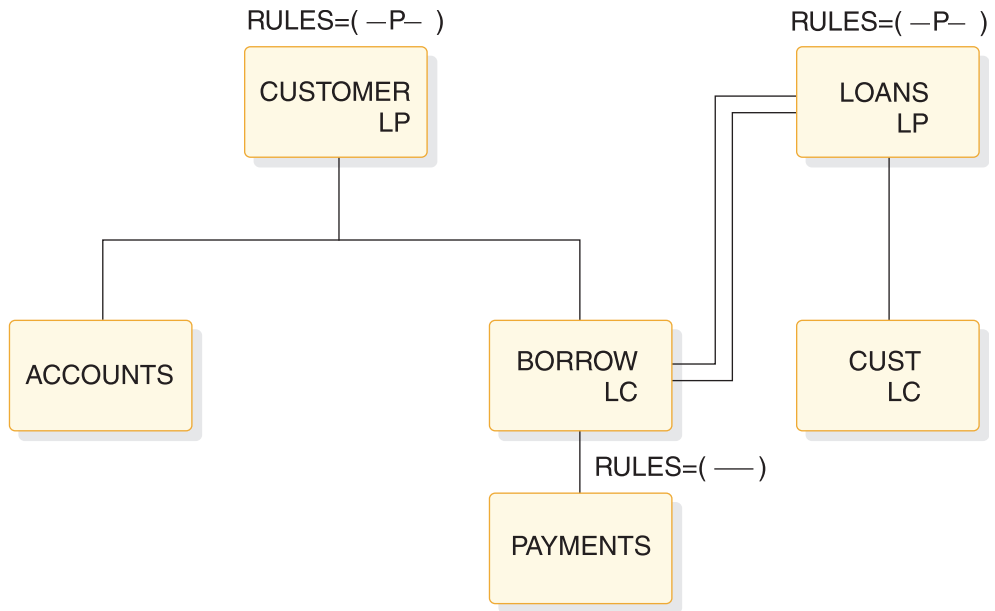 RULES=( —P— )
RULES=( —P— )
CUSTOMER
LP
LOANS
LP
ACCOUNTS
BORROW
LC
CUST
LC
RULES=( —— )
PAYMENTS